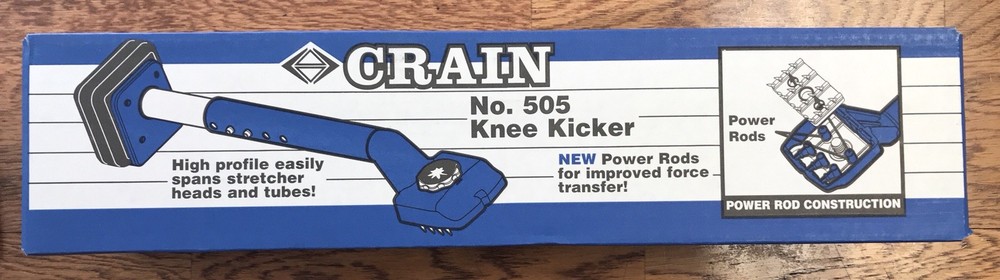 CRAIN
No. 505
Knee Kicker
High profile easily
spans stretcher
heads and tubes!
NEW Power Rods
for improved force
transfer!
Power
Rods
POWER ROD CONSTRUCTION